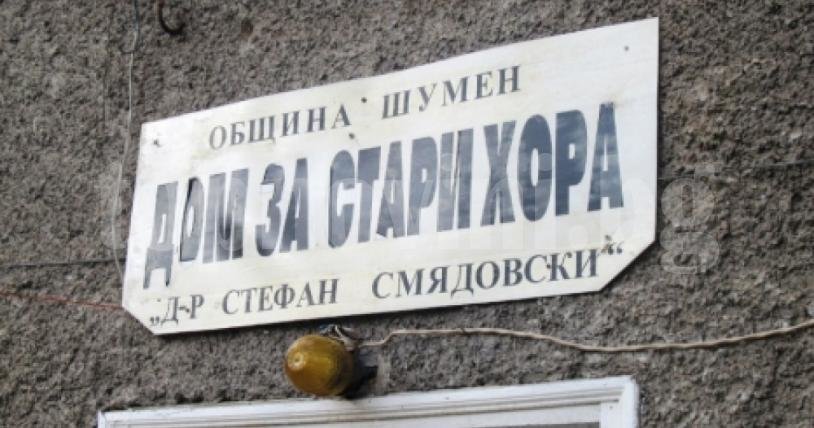 ОБЩИНА ШУМЕН
ДОМ ЗА СТАРИ ХОРА
„Д-Р СТЕФАН СМЯДОВСКИ“